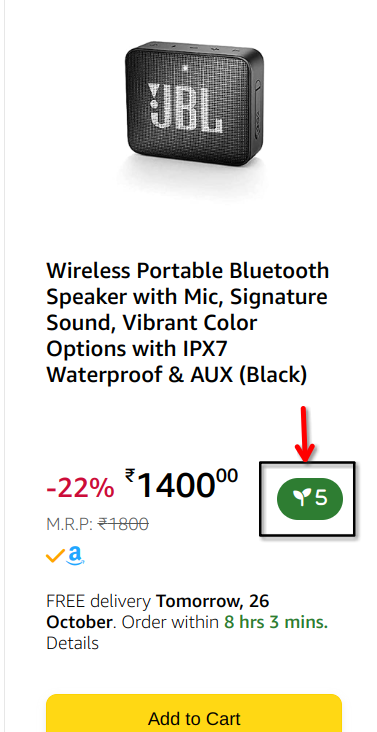 JBL
Wireless Portable Bluetooth
Speaker with Mic, Signature
Sound, Vibrant Color
Options with IPX7
Waterproof & AUX (Black)
-22% ₹140000
5
M.R.P: ₹1800
a
FREE delivery Tomorrow, 26
October. Order within 8 hrs 3 mins.
Details
Add to Cart